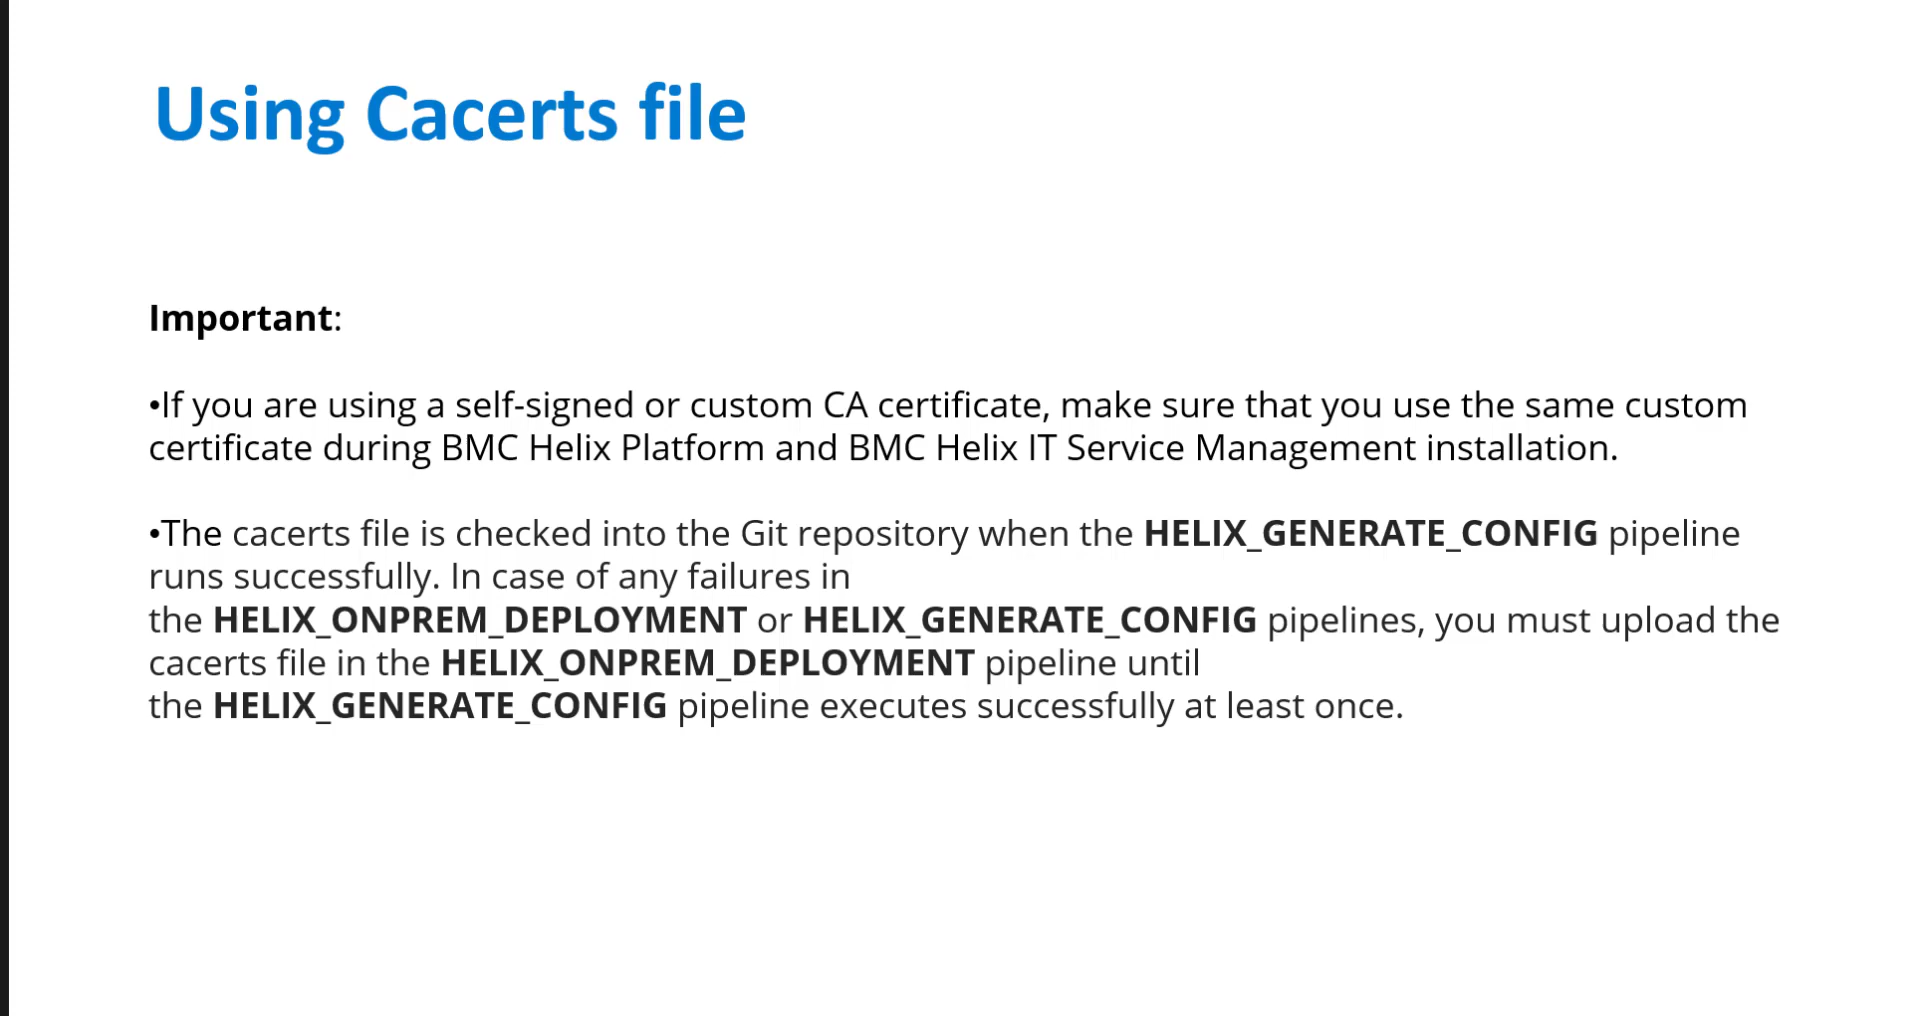 Using Cacerts file
Important:
•If you are using a self-signed or custom CA certificate, make sure that you use the same custom
certificate during BMC Helix Platform and BMC Helix IT Service Management installation.
•The cacerts file is checked into the Git repository when the HELIX_GENERATE_CONFIG pipeline
runs successfully. In case of any failures in
the HELIX_ONPREM_DEPLOYMENT or HELIX_GENERATE_CONFIG pipelines, you must upload the
cacerts file in the HELIX_ONPREM_DEPLOYMENT pipeline until
the HELIX_GENERATE_CONFIG pipeline executes successfully at least once.